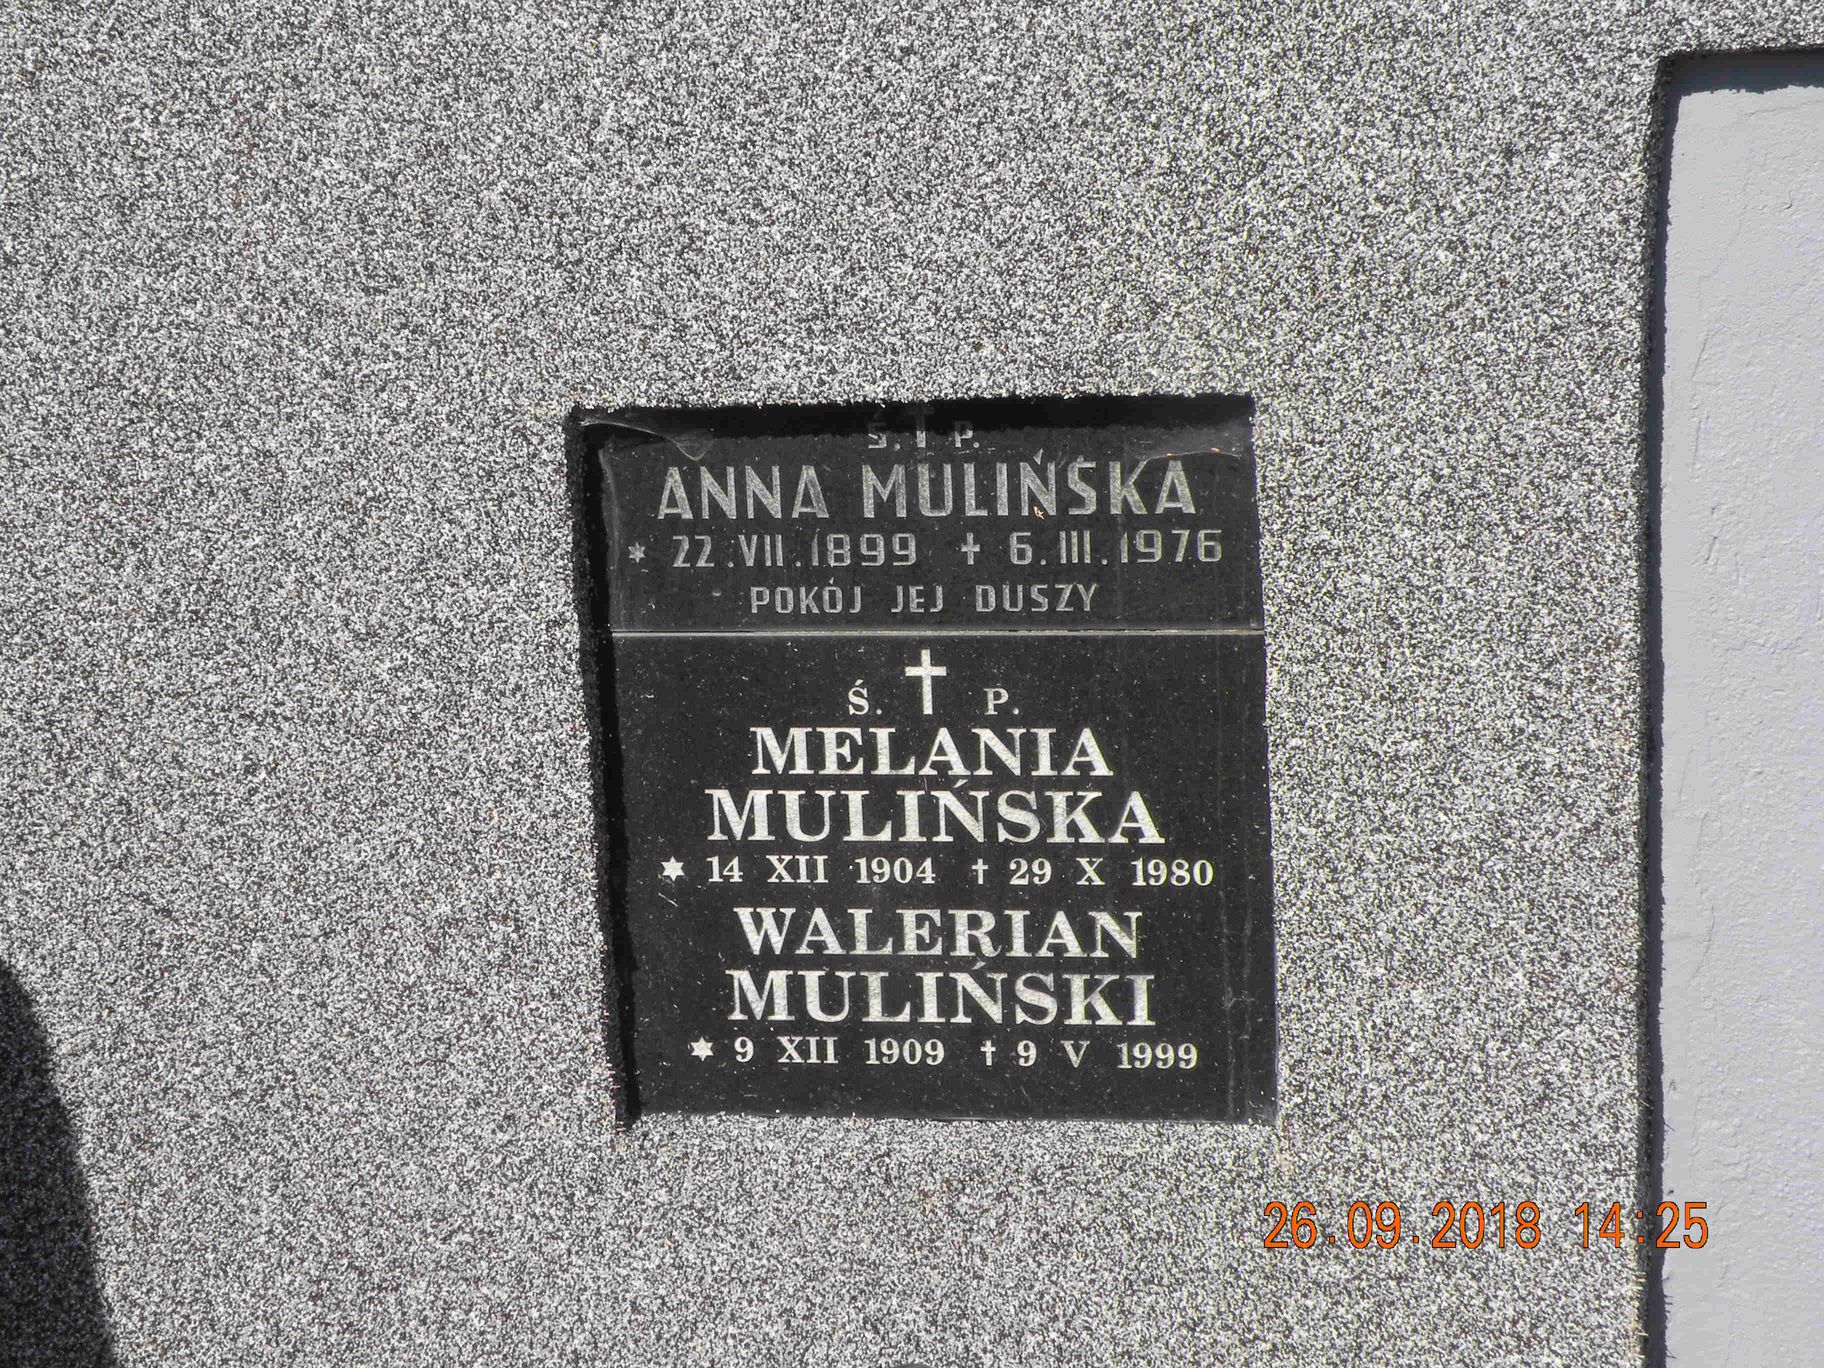 Ś. † P.
ANNA MULIŃSKA
* 22.VII.1899 † 6.III.1976
POKÓJ JEJ DUSZY
Ś. † P.
MELANIA
MULIŃSKA
✶ 14 XII 1904 † 29 X 1980
WALERIAN
MULIŃSKI
✶ 9 XII 1909 † 9 V 1999
26.09.2018 14:25